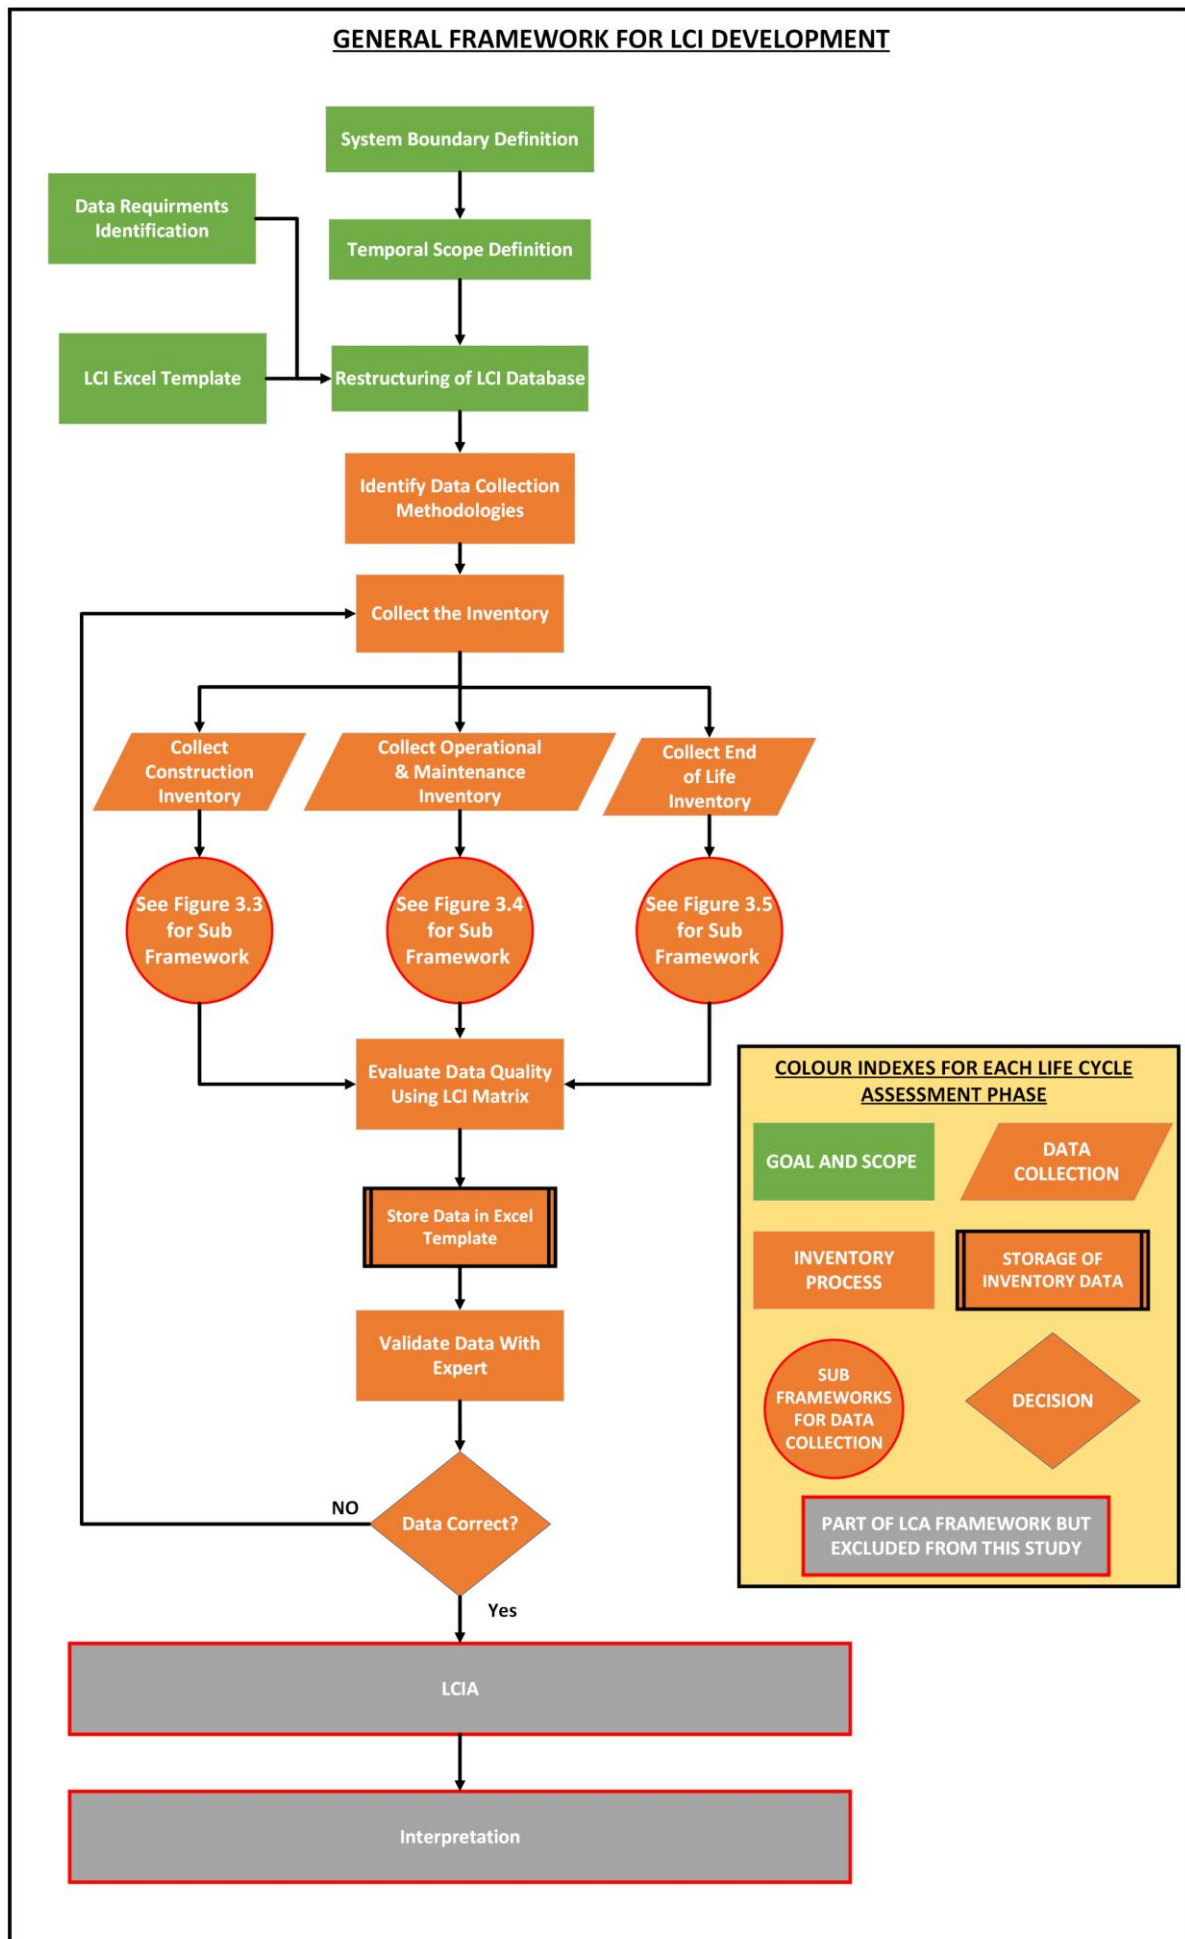 GENERAL FRAMEWORK FOR LCI DEVELOPMENT
System Boundary Definition
Data Requirments
Identification
Temporal Scope Definition
LCI Excel Template
Restructuring of LCI Database
Identify Data Collection
Methodologies
Collect the Inventory
Collect
Construction
Inventory
Collect Operational
& Maintenance
Inventory
Collect End
of Life
Inventory
See Figure 3.3
for Sub
Framework
See Figure 3.4
for Sub
Framework
See Figure 3.5
for Sub
Framework
Evaluate Data Quality
Using LCI Matrix
Store Data in Excel
Template
Validate Data With
Expert
NO
Data Correct?
Yes
LCIA
Interpretation
COLOUR INDEXES FOR EACH LIFE CYCLE
ASSESSMENT PHASE
GOAL AND SCOPE
DATA
COLLECTION
INVENTORY
PROCESS
STORAGE OF
INVENTORY DATA
SUB
FRAMEWORKS
FOR DATA
COLLECTION
DECISION
PART OF LCA FRAMEWORK BUT
EXCLUDED FROM THIS STUDY